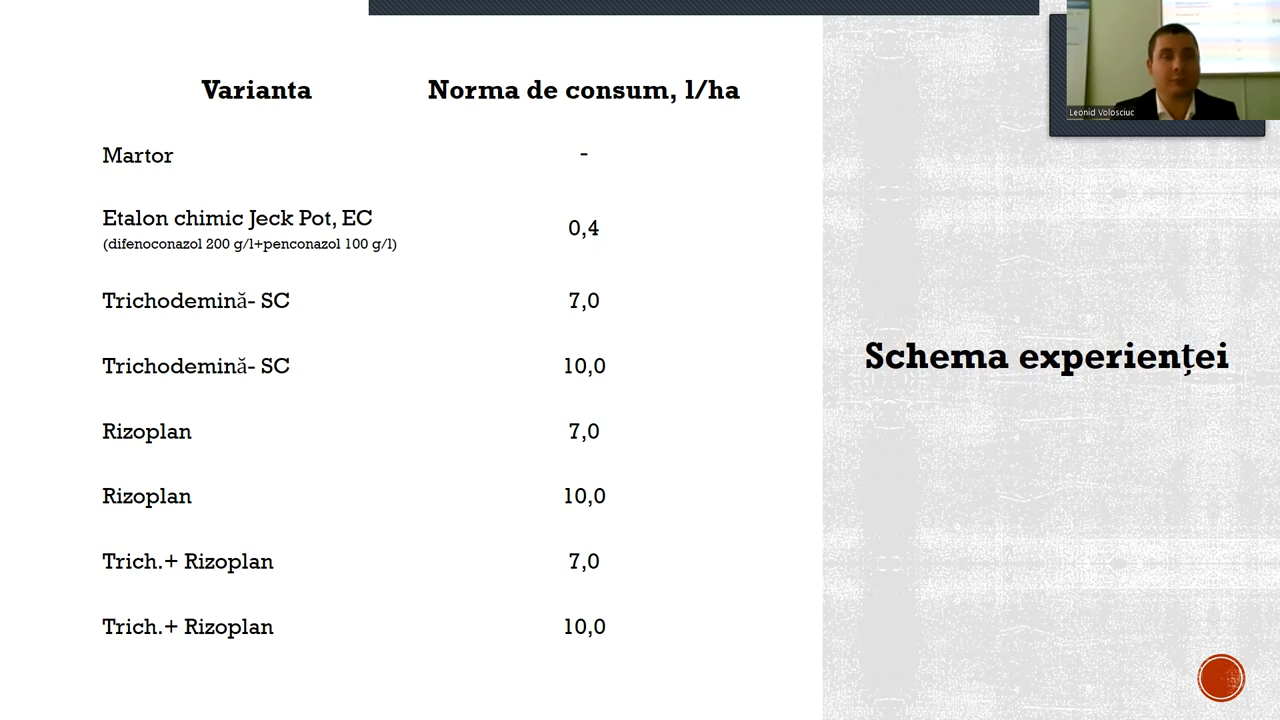 Varianta Norma de consum, l/ha
Martor -
Etalon chimic Jeck Pot, EC 0,4
(difenoconazol 200 g/l+penconazol 100 g/l)
Trichodemină- SC 7,0
Trichodemină- SC 10,0
Rizoplan 7,0
Rizoplan 10,0
Trich.+ Rizoplan 7,0
Trich.+ Rizoplan 10,0
Schema experienței
Leonid Volosciuc